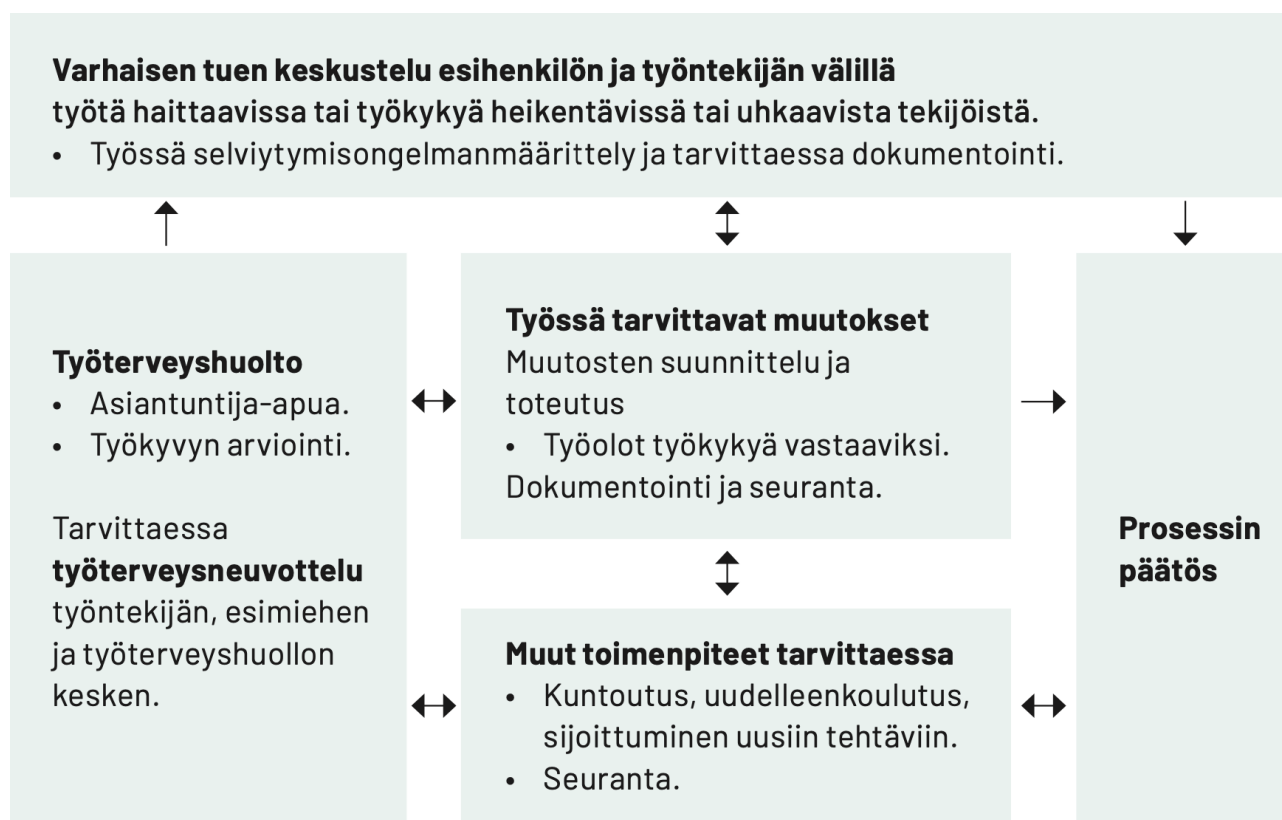 Varhaisen tuen keskustelu esihenkilön ja työntekijän välillä
työtä haittaavissa tai työkykyä heikentävissä tai uhkaavista tekijöistä.
• Työssä selviytymisongelmanmäärittely ja tarvittaessa dokumentointi.
Työterveyshuolto
• Asiantuntija-apua.
• Työkyvyn arviointi.
Tarvittaessa
työterveysneuvottelu
työntekijän, esimiehen
ja työterveyshuollon
kesken.
Työssä tarvittavat muutokset
Muutosten suunnittelu ja
toteutus
• Työolot työkykyä vastaaviksi.
Dokumentointi ja seuranta.
Muut toimenpiteet tarvittaessa
• Kuntoutus, uudelleenkoulutus,
sijoittuminen uusiin tehtäviin.
• Seuranta.
Prosessin
päätös